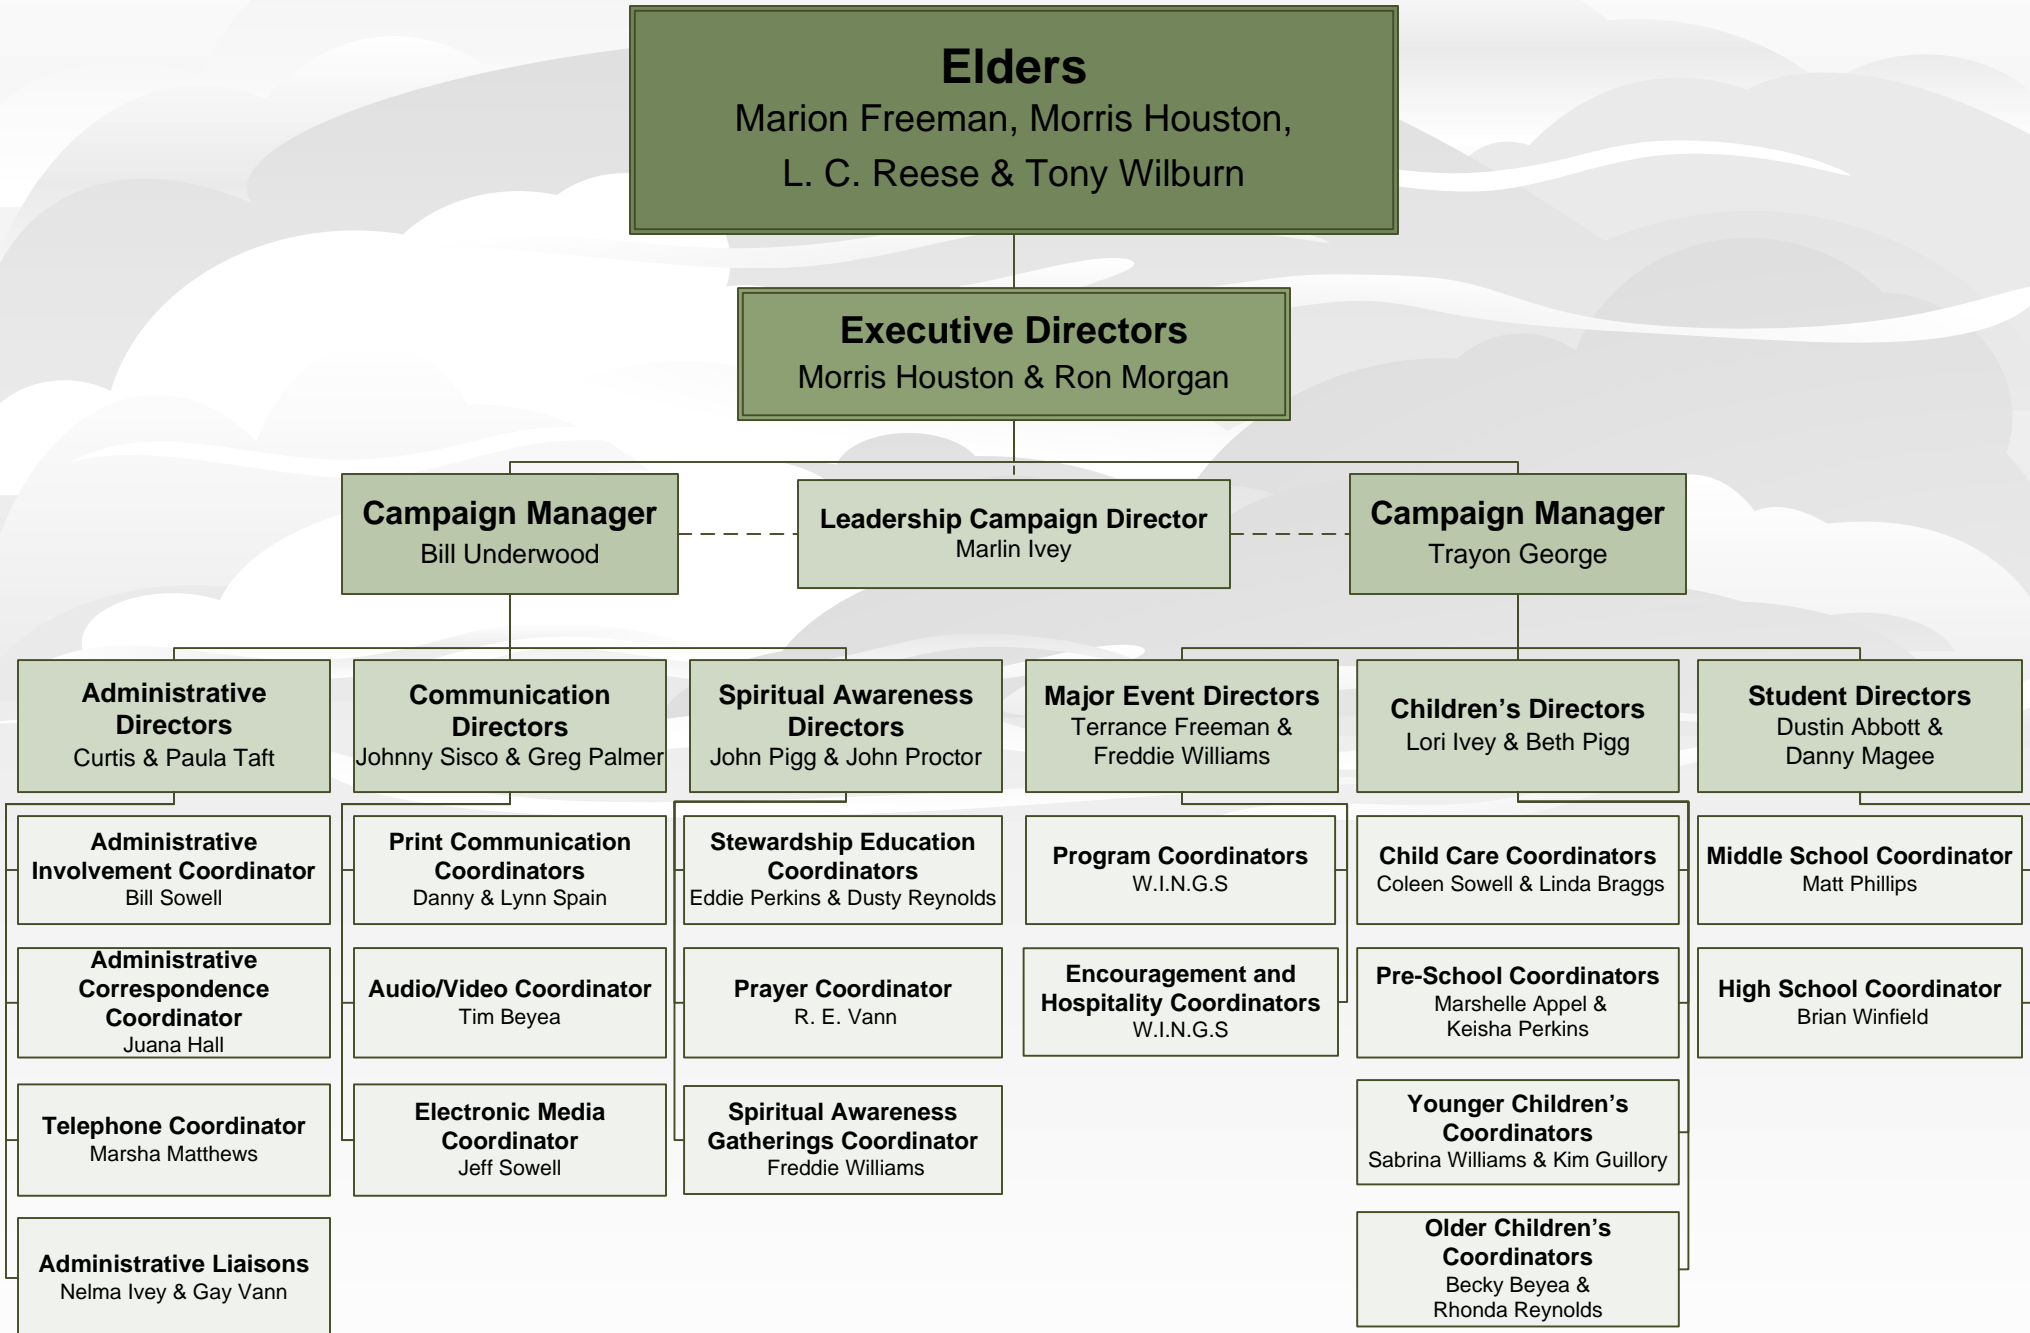 Elders
Marion Freeman, Morris Houston,
L. C. Reese & Tony Wilburn
Executive Directors
Morris Houston & Ron Morgan
Campaign Manager
Bill Underwood
Leadership Campaign Director
Marlin Ivey
Campaign Manager
Trayon George
Administrative
Directors
Curtis & Paula Taft
Communication
Directors
Johnny Sisco & Greg Palmer
Spiritual Awareness
Directors
John Pigg & John Proctor
Major Event Directors
Terrance Freeman &
Freddie Williams
Children’s Directors
Lori Ivey & Beth Pigg
Student Directors
Dustin Abbott &
Danny Magee
Administrative
Involvement Coordinator
Bill Sowell
Print Communication
Coordinators
Danny & Lynn Spain
Stewardship Education
Coordinators
Eddie Perkins & Dusty Reynolds
Program Coordinators
W.I.N.G.S
Child Care Coordinators
Coleen Sowell & Linda Braggs
Middle School Coordinator
Matt Phillips
Administrative
Correspondence
Coordinator
Juana Hall
Audio/Video Coordinator
Tim Beyea
Prayer Coordinator
R. E. Vann
Encouragement and
Hospitality Coordinators
W.I.N.G.S
Pre-School Coordinators
Marshelle Appel &
Keisha Perkins
High School Coordinator
Brian Winfield
Telephone Coordinator
Marsha Matthews
Electronic Media
Coordinator
Jeff Sowell
Spiritual Awareness
Gatherings Coordinator
Freddie Williams
Younger Children’s
Coordinators
Sabrina Williams & Kim Guillory
Administrative Liaisons
Nelma Ivey & Gay Vann
Older Children’s
Coordinators
Becky Beyea &
Rhonda Reynolds